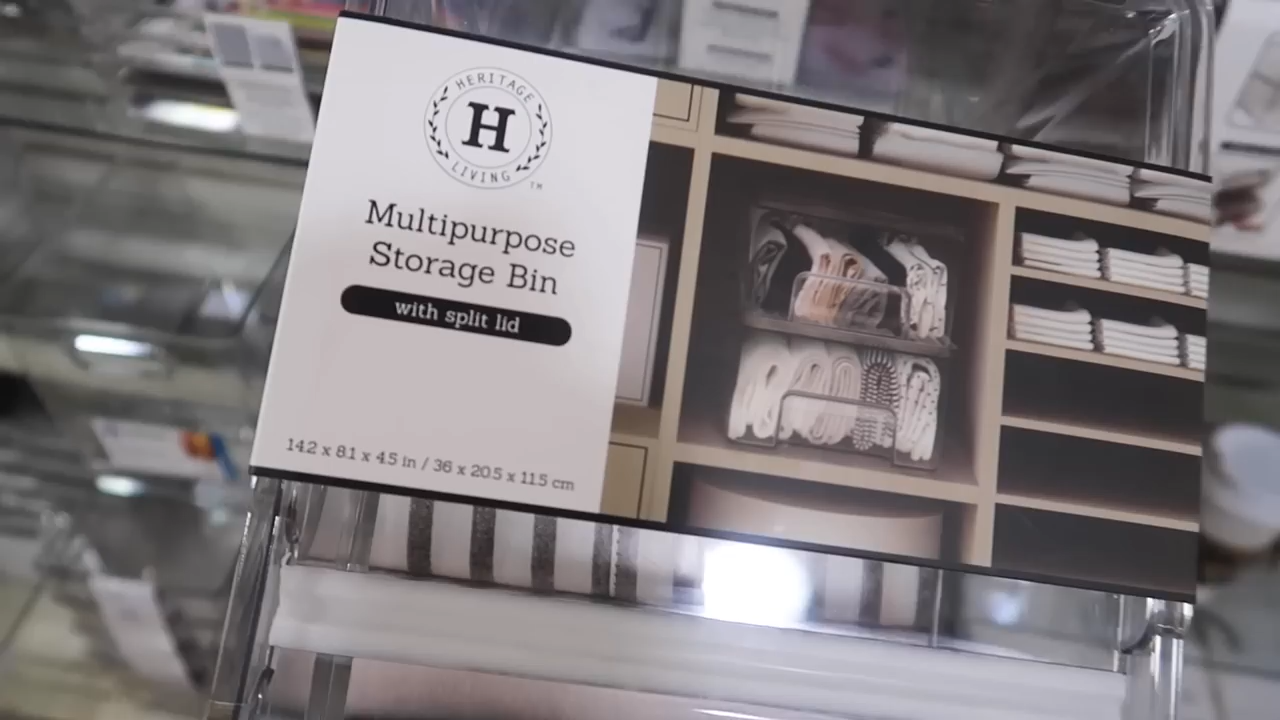 HERITAGE
H
LIVING
TM
Multipurpose
Storage Bin
with split lid
14.2 x 8.1 x 4.5 in / 36 x 20.5 x 11.5 cm